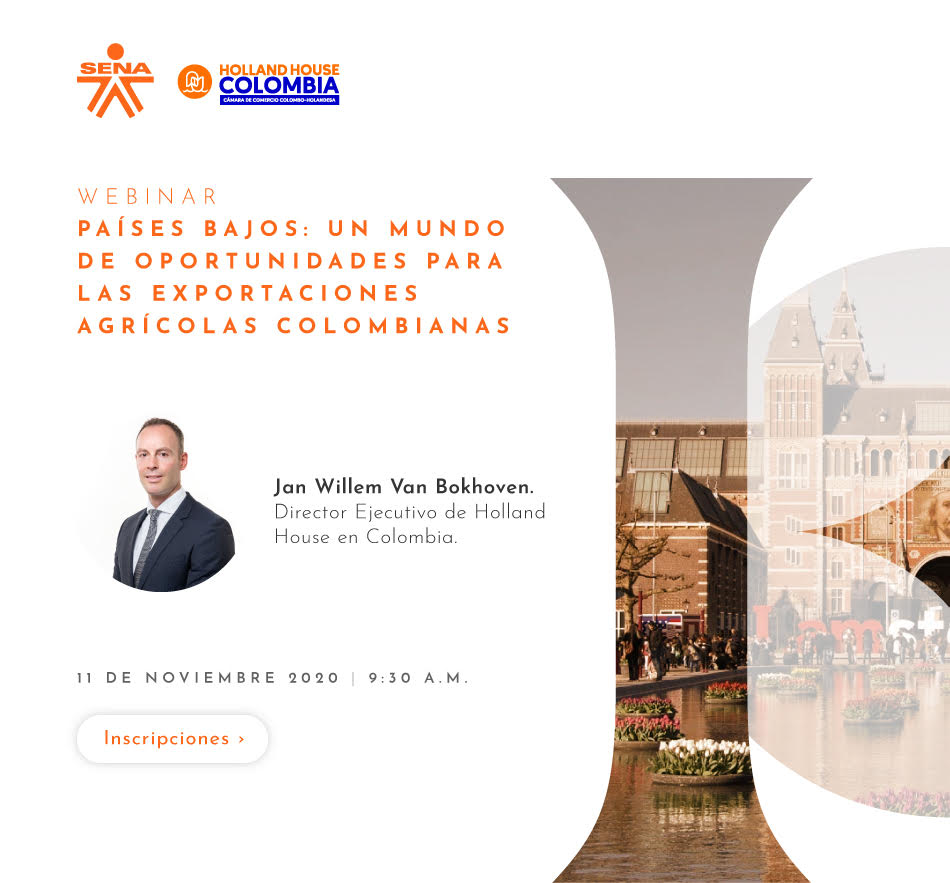 SENA
HOLLAND HOUSE
COLOMBIA
CÁMARA DE COMERCIO COLOMBO-HOLANDESA
WEBINAR
PAÍSES BAJOS: UN MUNDO
DE OPORTUNIDADES PARA
LAS EXPORTACIONES
AGRÍCOLAS COLOMBIANAS
Jan Willem Van Bokhoven.
Director Ejecutivo de Holland
House en Colombia.
11 DE NOVIEMBRE 2020 | 9:30 A.M.
Inscripciones ›
I amst